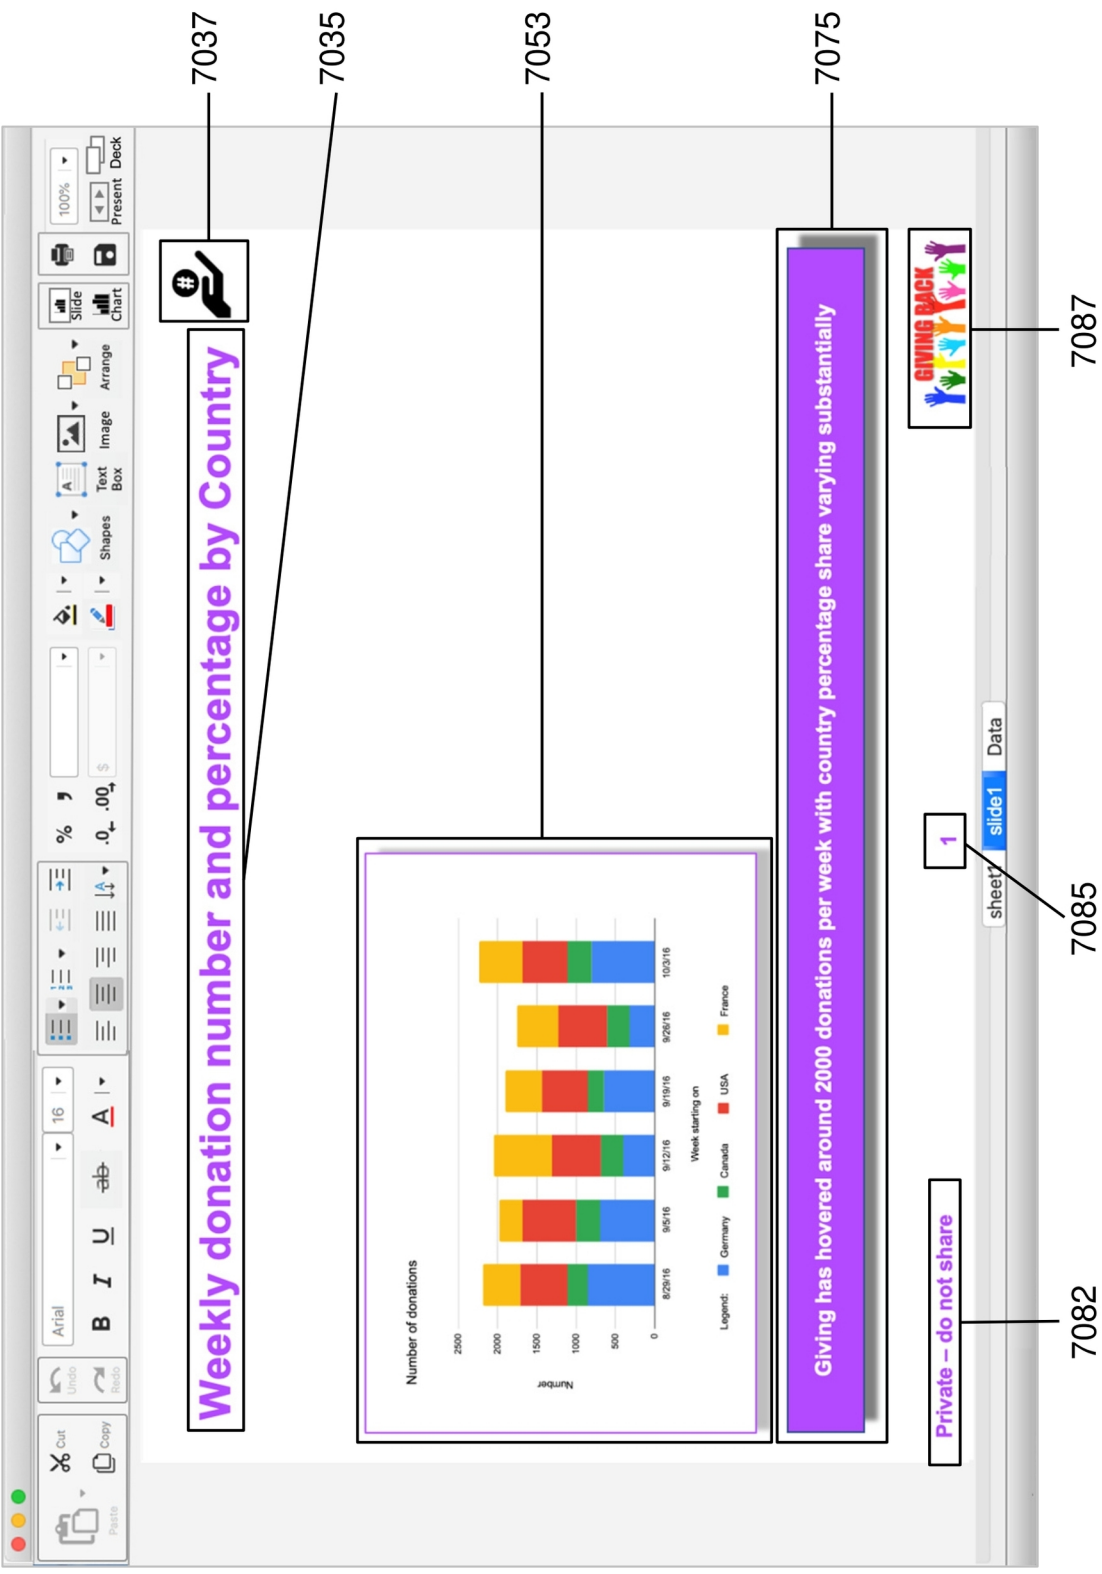 7037
7035
7053
7075
Paste
Cut
Copy
Undo
Redo
Arial
16
B I U ab A
% ,
$ .0 .00
Shapes
Text
Box
Image
Arrange
Slide
Chart
100%
Present
Deck
Weekly donation number and percentage by Country
#
Number of donations
Number
2500
2000
1500
1000
500
0
8/29/16 9/5/16 9/12/16 9/19/16 9/26/16 10/3/16
Week starting on
Legend: Germany Canada USA France
Giving has hovered around 2000 donations per week with country percentage share varying substantially
Private – do not share
1
GIVING BACK
sheet1 slide1 Data
7082
7085
7087